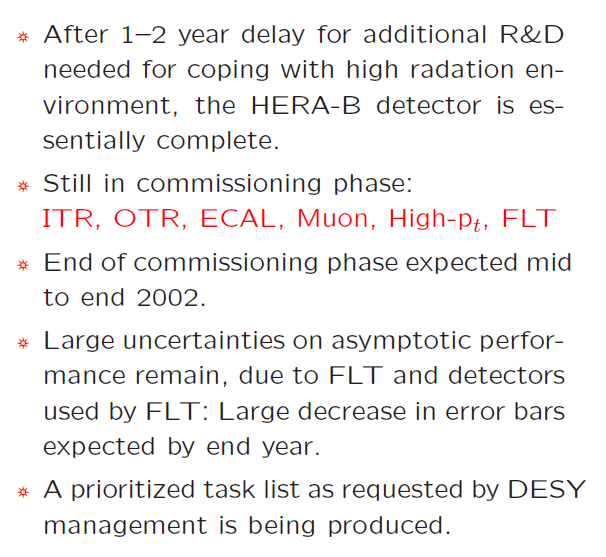 After 1–2 year delay for additional R&D
needed for coping with high radation en-
vironment, the HERA-B detector is es-
sentially complete.
Still in commissioning phase:
ITR, OTR, ECAL, Muon, High-pt, FLT
End of commissioning phase expected mid
to end 2002.
Large uncertainties on asymptotic perfor-
mance remain, due to FLT and detectors
used by FLT: Large decrease in error bars
expected by end year.
A prioritized task list as requested by DESY
management is being produced.